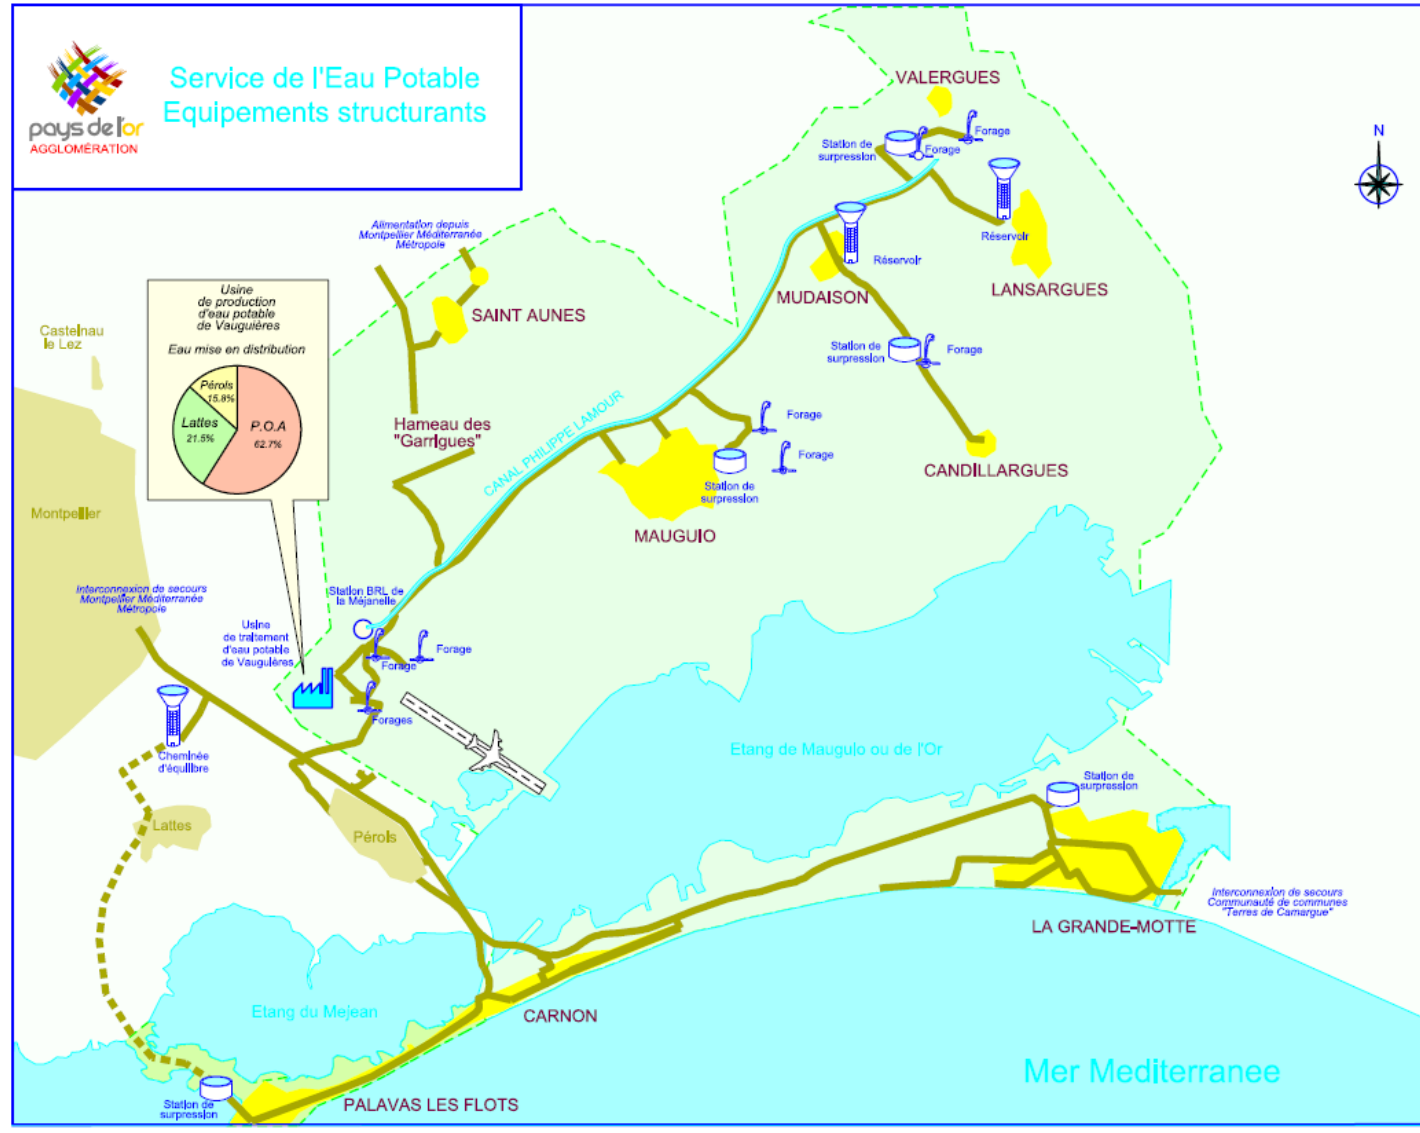 Service de l'Eau Potable
Equipements structurants
pays de l'or
AGGLOMÉRATION
VALERGUES
Forage
Station de
surpression
Forage
N
Réservoir
LANSARGUES
Réservoir
MUDAISON
Alimentation depuis
Montpellier Méditerranée
Métropole
SAINT AUNES
Usine
de production
d'eau potable
de Vauguières
Eau mise en distribution
Pérols
15.8%
Lattes
21.5%
P.O.A
62.7%
Castelnau
le Lez
Station de
surpression
Forage
CANDILLARGUES
Hameau des
"Garrigues"
CANAL PHILIPPE LAMOUR
Forage
Forage
Station de
surpression
MAUGUIO
Montpellier
Interconnexion de secours
Montpellier Méditerranée
Métropole
Station BRL de
la Méjanelle
Usine
de traitement
d'eau potable
de Vauguières
Forage
Forage
Forages
Cheminée
d'équilibre
Etang de Mauguio ou de l'Or
Station de
surpression
Lattes
Pérols
Interconnexion de secours
Communauté de communes
"Terres de Camargue"
LA GRANDE-MOTTE
Etang du Mejean
CARNON
Mer Mediterranee
Station de
surpression
PALAVAS LES FLOTS